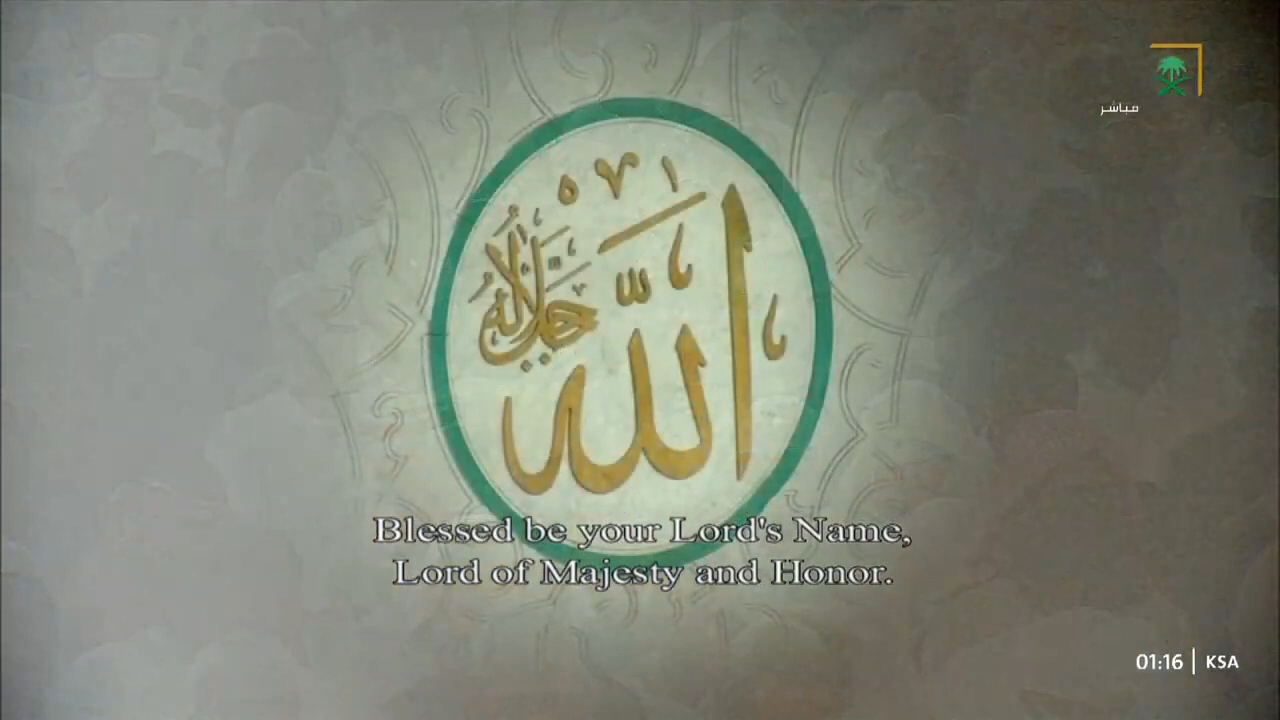 مباشر
الله
جل جلاله
Blessed be your Lord's Name,
Lord of Majesty and Honor.
01:16 | KSA